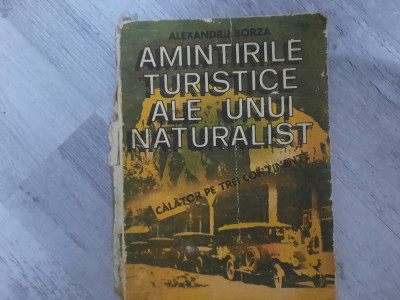 ALEXANDRU BORZA
AMINTIRILE
TURISTICE
ALE UNUI
NATURALIST
CĂLĂTOR PE TREI CONTINENTE